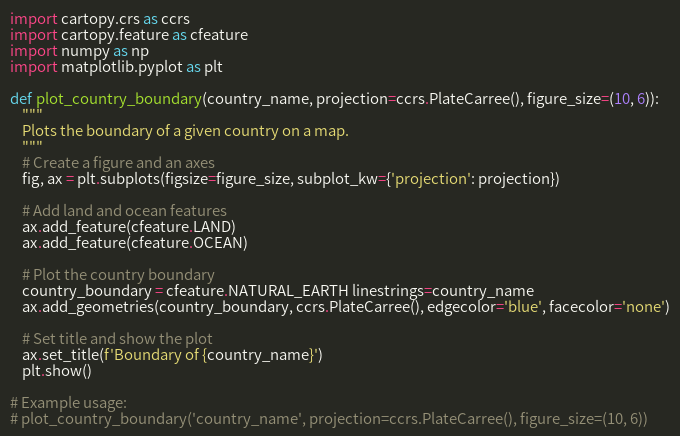 import cartopy.crs as ccrs
import cartopy.feature as cfeature
import numpy as np
import matplotlib.pyplot as plt

def plot_country_boundary(country_name, projection=ccrs.PlateCarree(), figure_size=(10, 6)):
    """
    Plots the boundary of a given country on a map.
    """
    # Create a figure and an axes
    fig, ax = plt.subplots(figsize=figure_size, subplot_kw={'projection': projection})

    # Add land and ocean features
    ax.add_feature(cfeature.LAND)
    ax.add_feature(cfeature.OCEAN)

    # Plot the country boundary
    country_boundary = cfeature.NATURAL_EARTH linestrings=country_name
    ax.add_geometries(country_boundary, ccrs.PlateCarree(), edgecolor='blue', facecolor='none')

    # Set title and show the plot
    ax.set_title(f'Boundary of {country_name}')
    plt.show()

# Example usage:
# plot_country_boundary('country_name', projection=ccrs.PlateCarree(), figure_size=(10, 6))